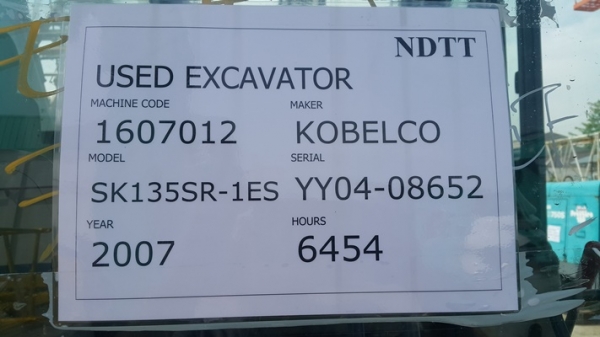 NDTT
USED EXCAVATOR
MACHINE CODE MAKER
1607012 KOBELCO
MODEL SERIAL
SK135SR-1ES YY04-08652
YEAR HOURS
2007 6454